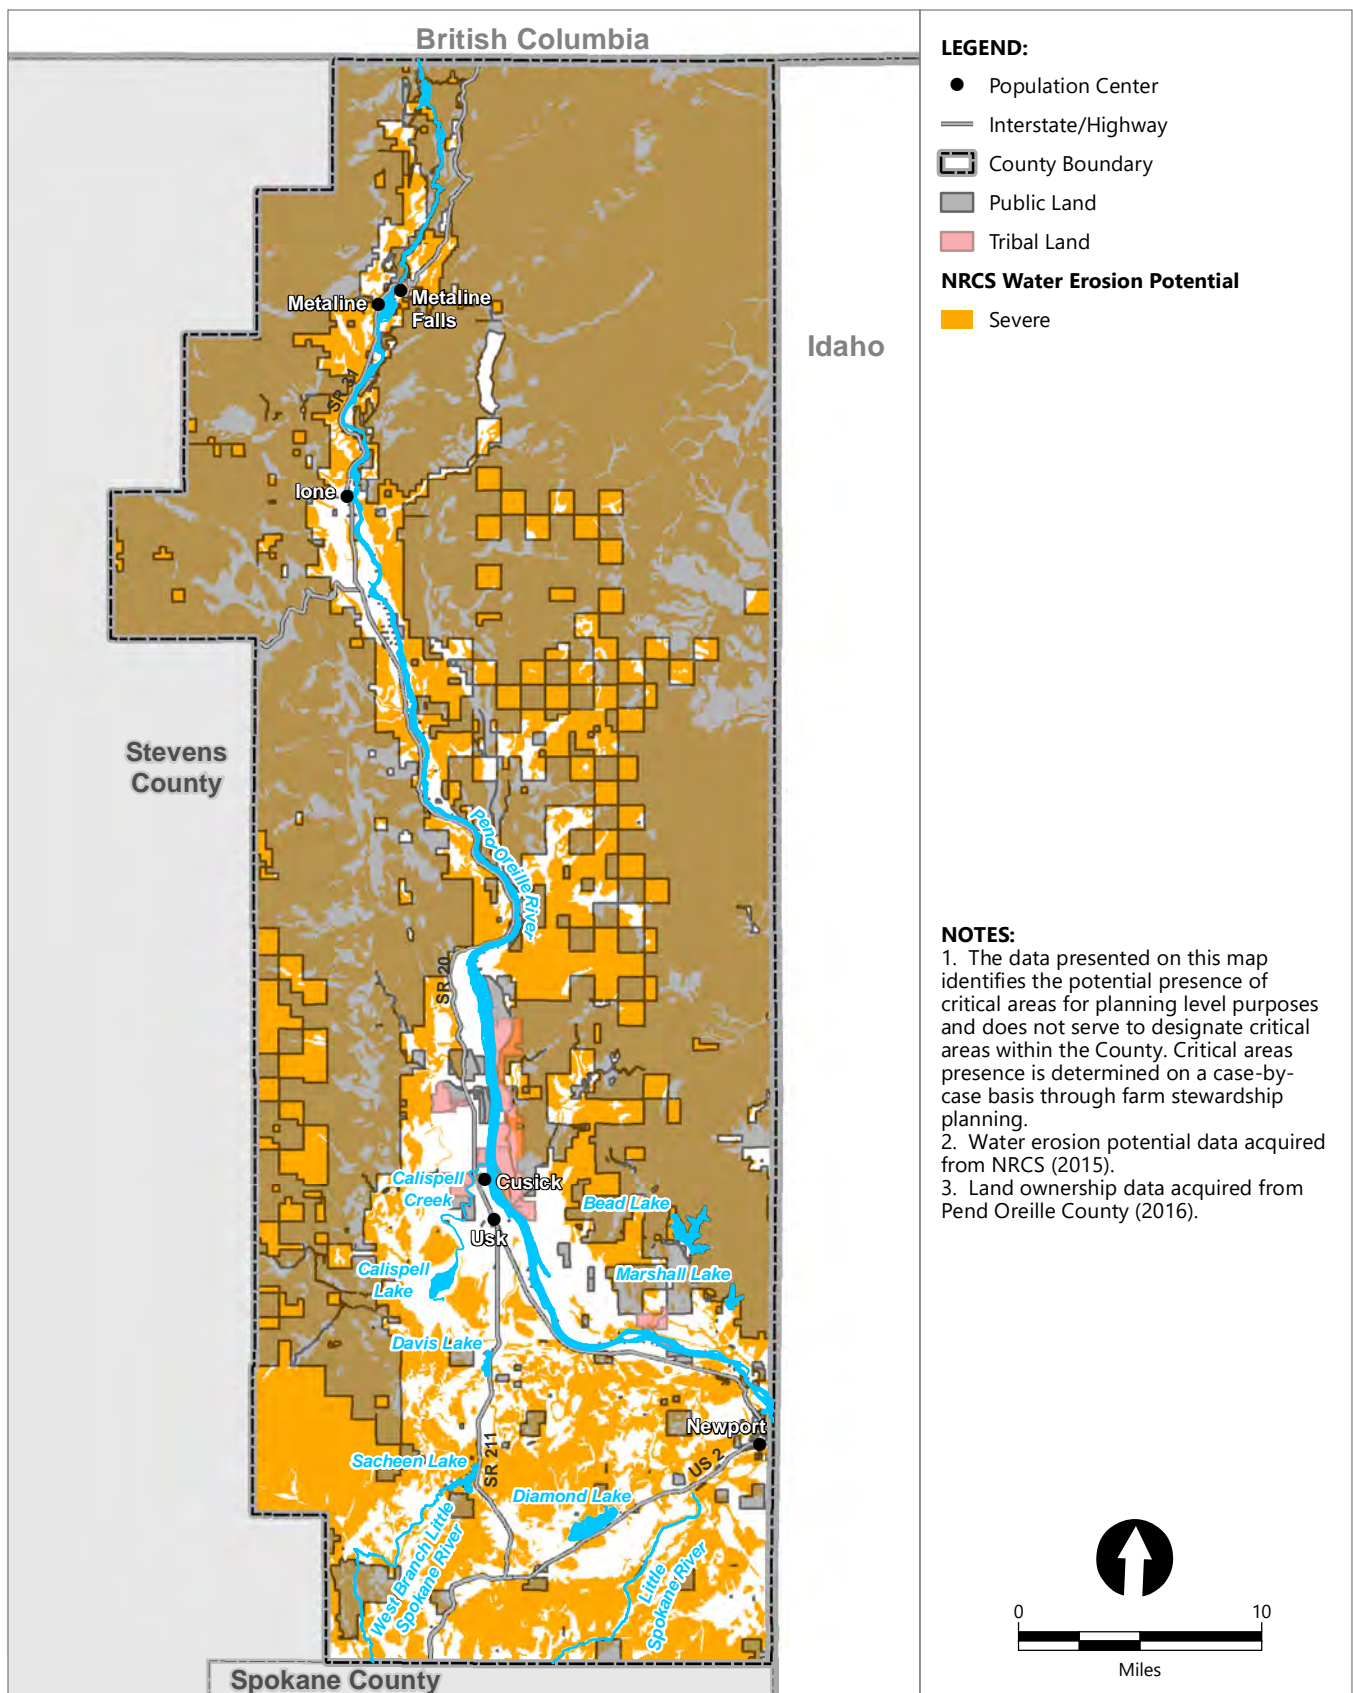 British Columbia
Idaho
Metaline
Metaline
Falls
SR 31
Ione
Stevens
County
Pend Oreille River
SR 20
Calispell
Creek
Cusick
Usk
Bead Lake
Calispell
Lake
Marshall Lake
Davis Lake
Newport
Sacheen Lake
SR 211
US 2
Diamond Lake
West Branch Little
Spokane River
Little
Spokane River
Spokane County
LEGEND:
Population Center
Interstate/Highway
County Boundary
Public Land
Tribal Land
NRCS Water Erosion Potential
Severe
NOTES:
1. The data presented on this map
identifies the potential presence of
critical areas for planning level purposes
and does not serve to designate critical
areas within the County. Critical areas
presence is determined on a case-by-
case basis through farm stewardship
planning.
2. Water erosion potential data acquired
from NRCS (2015).
3. Land ownership data acquired from
Pend Oreille County (2016).
0 10
Miles